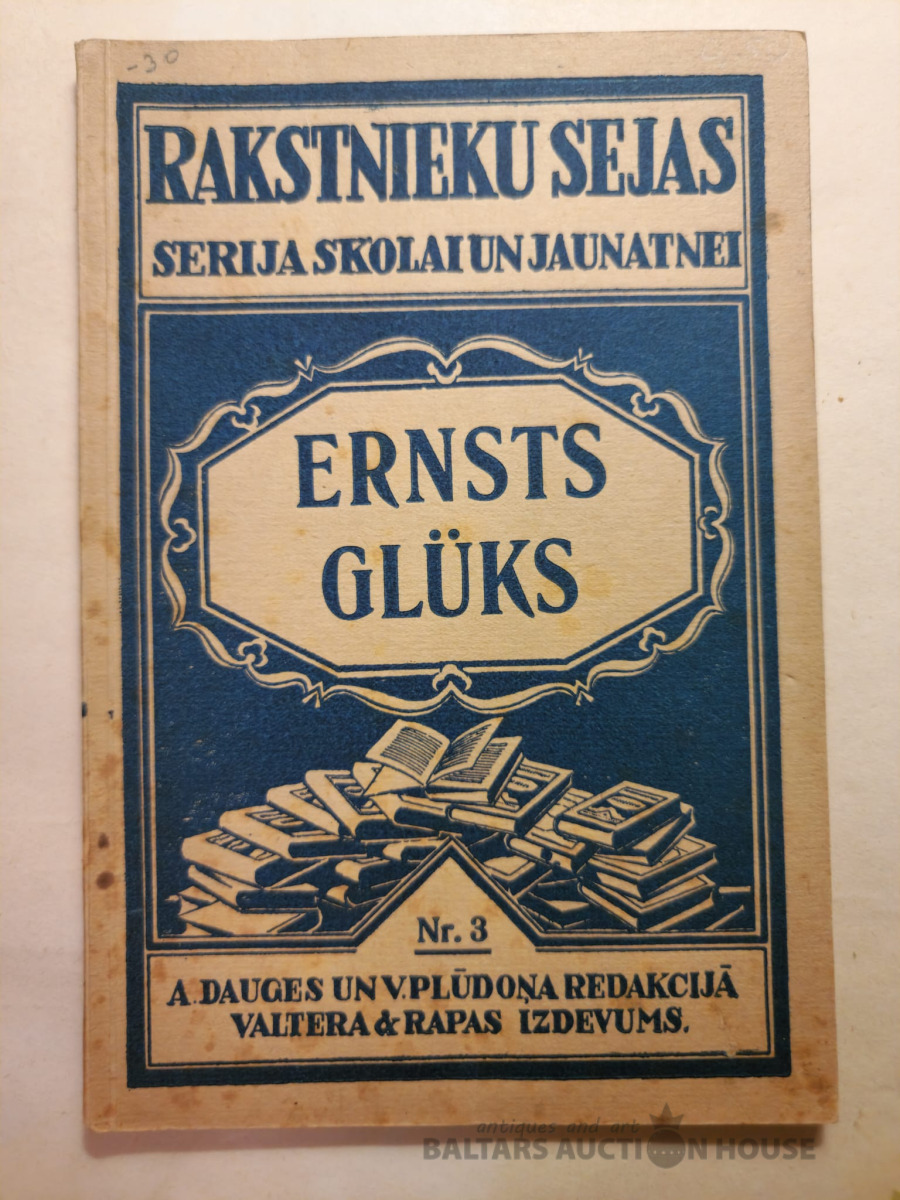 -30
RAKSTNIEKU SEJAS
SERIJA SKOLAI UN JAUNATNEI
ERNSTS
GLÜKS
Nr. 3
A. DAUGES UN V. PLŪDOŅA REDAKCIJĀ
VALTERA & RAPAS IZDEVUMS.
antiques and art
BALTARS AUCTION HOUSE